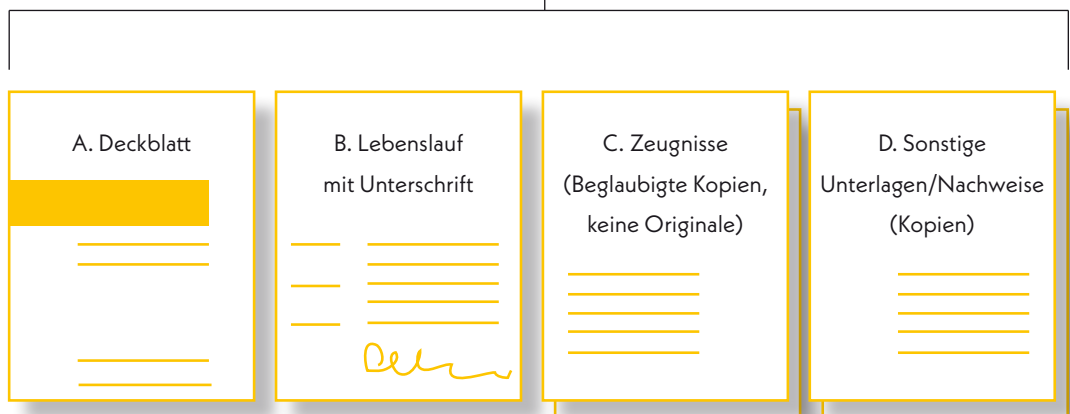 A. Deckblatt
B. Lebenslauf
mit Unterschrift
C. Zeugnisse
(Beglaubigte Kopien,
keine Originale)
D. Sonstige
Unterlagen/Nachweise
(Kopien)